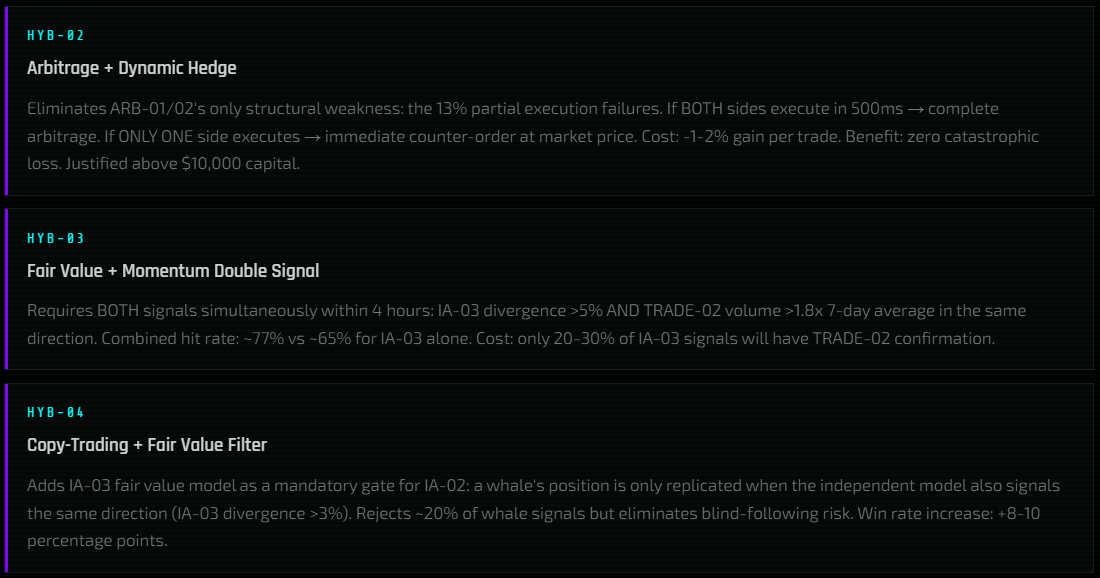 HYB-02
Arbitrage + Dynamic Hedge
Eliminates ARB-01/02's only structural weakness: the 13% partial execution failures. If BOTH sides execute in 500ms → complete
arbitrage. If ONLY ONE side executes → immediate counter-order at market price. Cost: -1-2% gain per trade. Benefit: zero catastrophic
loss. Justified above $10,000 capital.
HYB-03
Fair Value + Momentum Double Signal
Requires BOTH signals simultaneously within 4 hours: IA-03 divergence >5% AND TRADE-02 volume >1.8x 7-day average in the same
direction. Combined hit rate: ~77% vs ~65% for IA-03 alone. Cost: only 20-30% of IA-03 signals will have TRADE-02 confirmation.
HYB-04
Copy-Trading + Fair Value Filter
Adds IA-03 fair value model as a mandatory gate for IA-02: a whale's position is only replicated when the independent model also signals
the same direction (IA-03 divergence >3%). Rejects ~20% of whale signals but eliminates blind-following risk. Win rate increase: +8-10
percentage points.